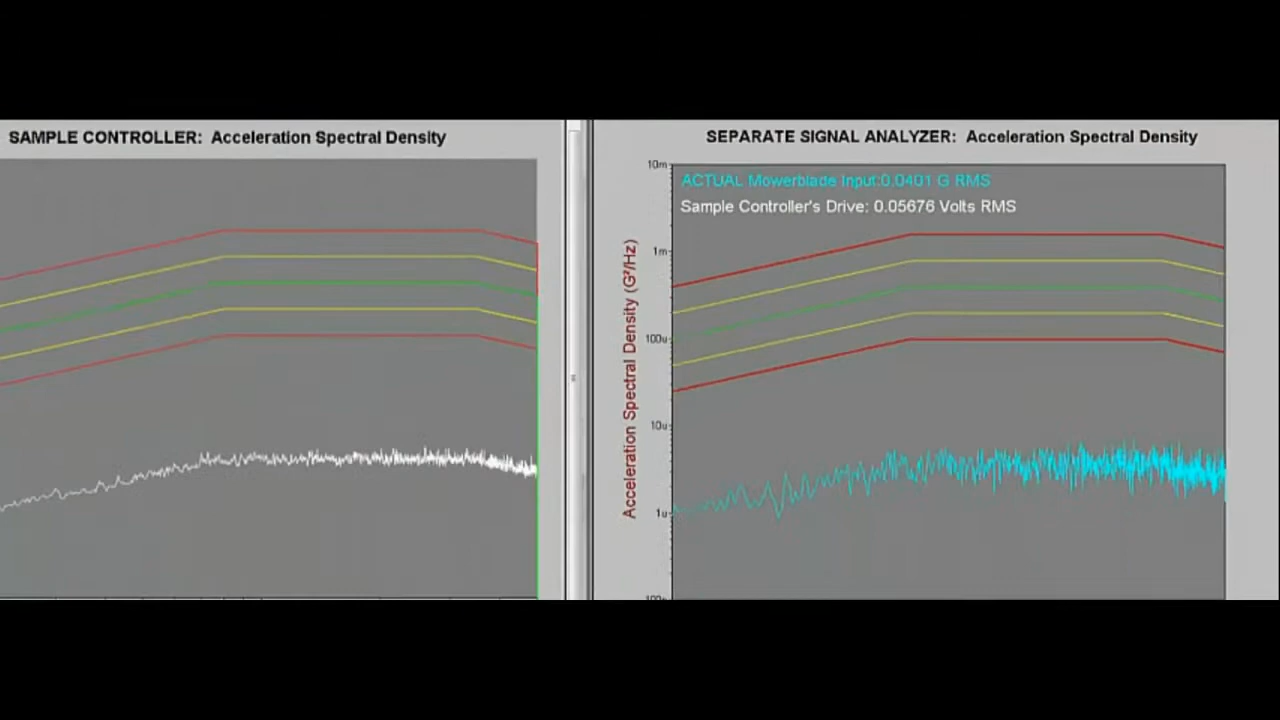 SAMPLE CONTROLLER: Acceleration Spectral Density
SEPARATE SIGNAL ANALYZER: Acceleration Spectral Density
ACTUAL Mowerblade Input:0.0401 G RMS
Sample Controller's Drive: 0.05676 Volts RMS
Acceleration Spectral Density (G²/Hz)
10m
1m
100u
10u
1u